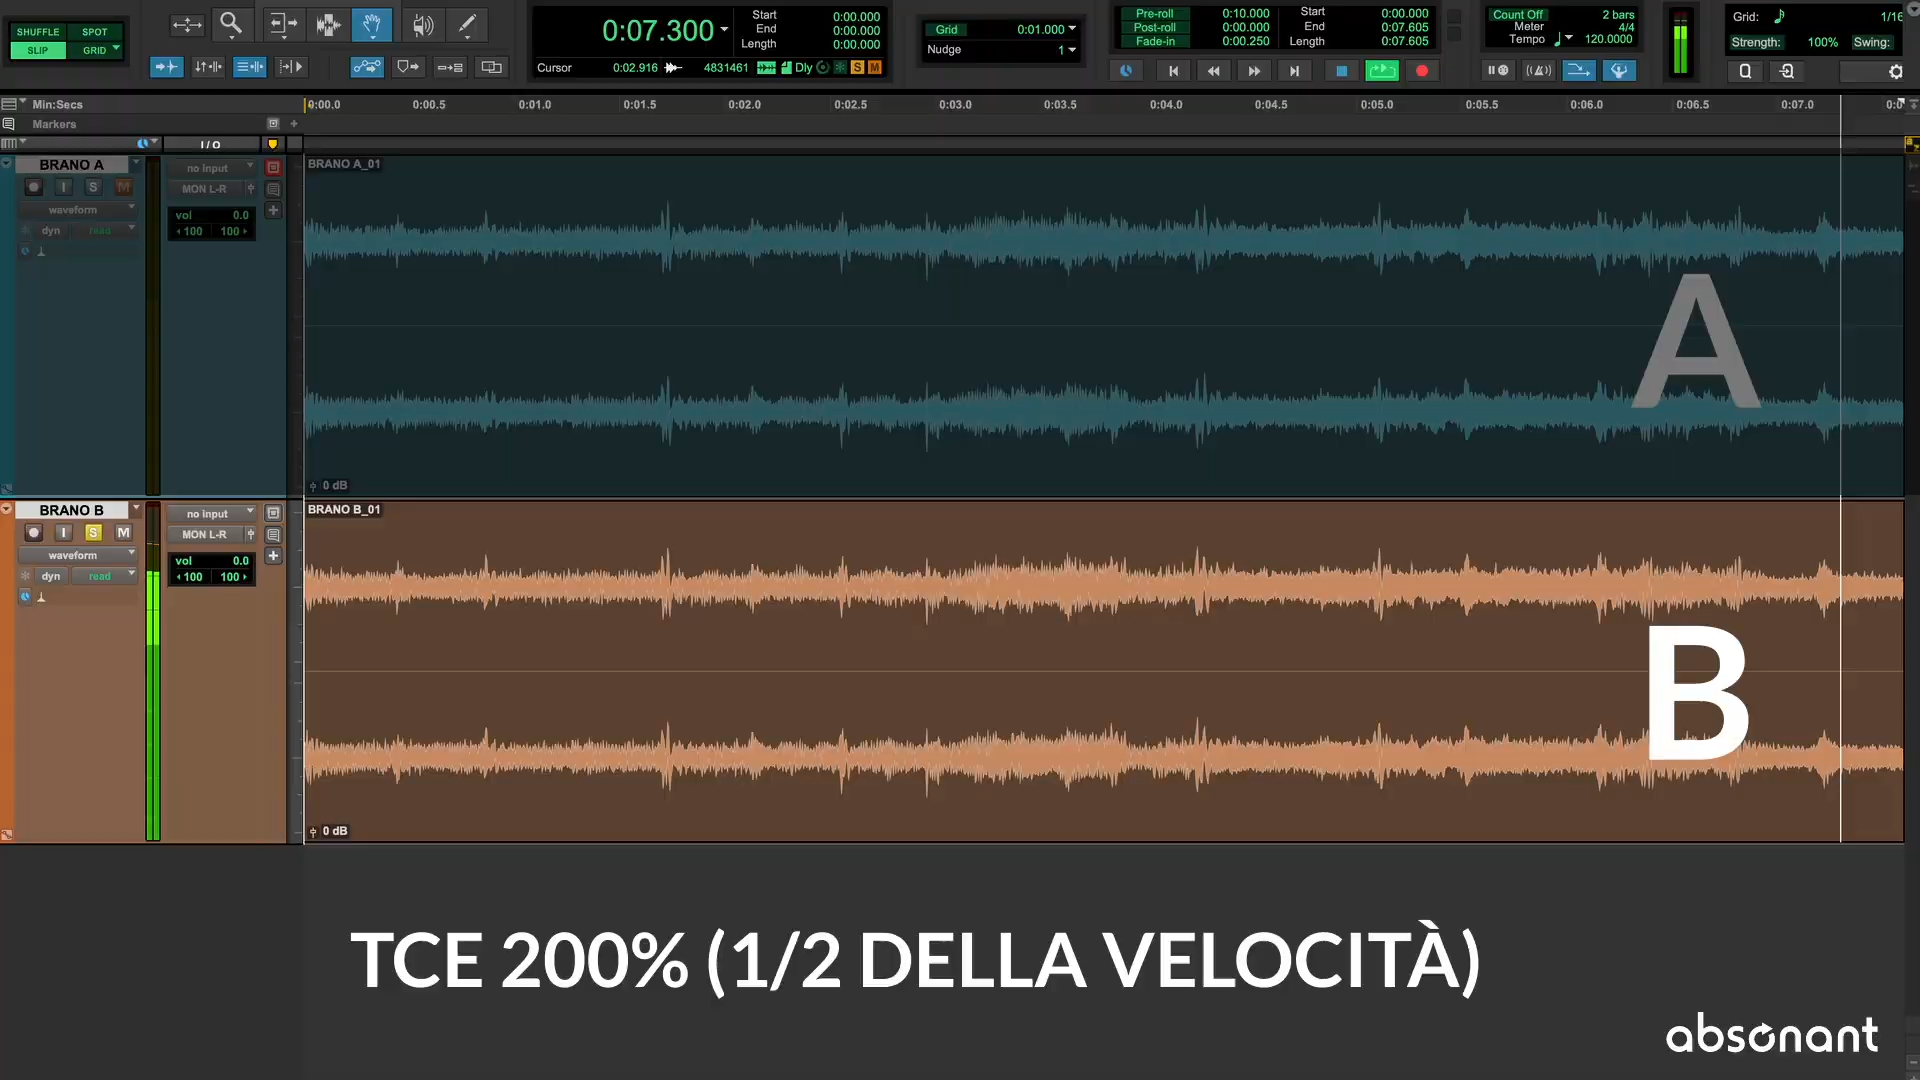 SHUFFLE SPOT
SLIP GRID
0:07.300
Start 0:00.000
End 0:00.000
Length 0:00.000
Cursor 0:02.916 4831461 Dly S M
Grid 0:01.000
Nudge 1
Pre-roll 0:10.000
Post-roll 0:00.000
Fade-in 0:00.250
Start 0:00.000
End 0:07.605
Length 0:07.605
Count Off 2 bars
Meter 4/4
Tempo 120.0000
Grid: 1/16
Strength: 100% Swing:
Min:Secs
0:00.0 0:00.5 0:01.0 0:01.5 0:02.0 0:02.5 0:03.0 0:03.5 0:04.0 0:04.5 0:05.0 0:05.5 0:06.0 0:06.5 0:07.0
Markers
I / O
BRANO A
I S M
waveform
dyn read
no input
MON L-R
vol 0.0
100 100
BRANO A_01
A
0 dB
BRANO B
I S M
waveform
dyn read
no input
MON L-R
vol 0.0
100 100
BRANO B_01
B
0 dB
TCE 200% (1/2 DELLA VELOCITÀ)
absonant